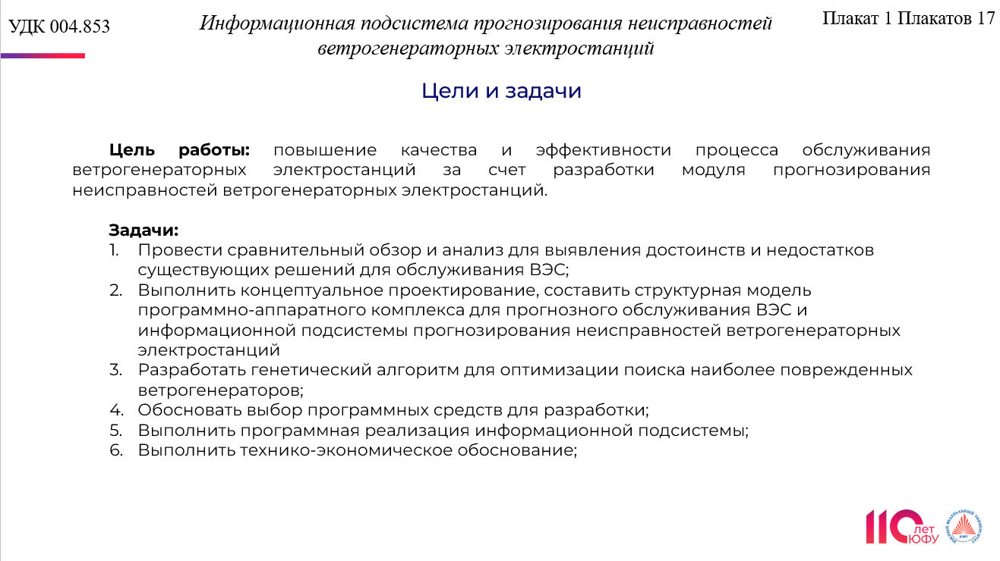 УДК 004.853
Информационная подсистема прогнозирования неисправностей
ветрогенераторных электростанций
Плакат 1 Плакатов 17
Цели и задачи
Цель работы: повышение качества и эффективности процесса обслуживания
ветрогенераторных электростанций за счет разработки модуля прогнозирования
неисправностей ветрогенераторных электростанций.
Задачи:
1. Провести сравнительный обзор и анализ для выявления достоинств и недостатков
существующих решений для обслуживания ВЭС;
2. Выполнить концептуальное проектирование, составить структурная модель
программно-аппаратного комплекса для прогнозного обслуживания ВЭС и
информационной подсистемы прогнозирования неисправностей ветрогенераторных
электростанций
3. Разработать генетический алгоритм для оптимизации поиска наиболее поврежденных
ветрогенераторов;
4. Обосновать выбор программных средств для разработки;
5. Выполнить программная реализация информационной подсистемы;
6. Выполнить технико-экономическое обоснование;
110 лет
ЮФУ
ЮЖНЫЙ ФЕДЕРАЛЬНЫЙ УНИВЕРСИТЕТ
ЮФУ